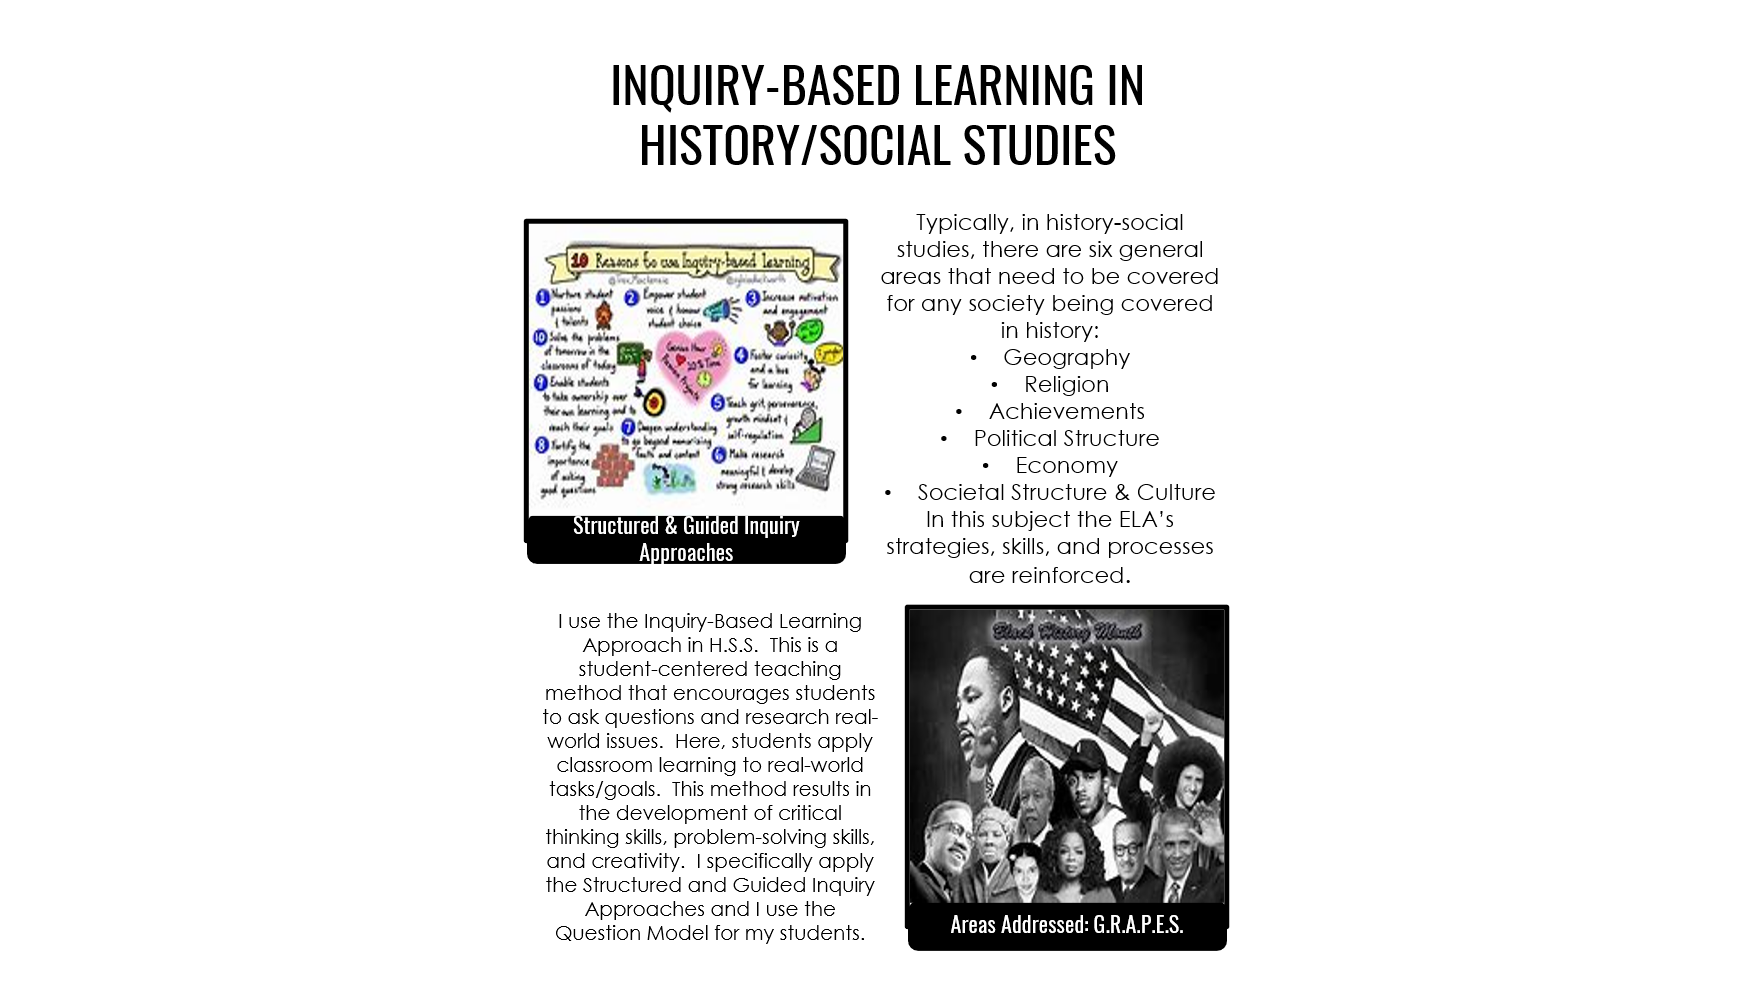 INQUIRY-BASED LEARNING IN
HISTORY/SOCIAL STUDIES
10 Reasons to use Inquiry-based learning
@TrevMackenzie
@sylviaduckworth
1 Nurture student
passions
& talents
2 Empower student
voice & honour
student choice
3 Increase motivation
and engagement
10 Solve the problems
of tomorrow in the
classrooms of today
Genius Hour
20% Time
Passion Projects
4 Foster curiosity
and a love
for learning
9 Enable students
to take ownership over
their own learning and to
reach their goals
5 Teach grit, perseverance,
growth mindset &
self-regulation
8 Fortify the
importance
of asking
good questions
7 Deepen understanding
to go beyond memorizing
facts and content
6 Make research
meaningful & develop
strong research skills
Structured & Guided Inquiry
Approaches
Typically, in history-social
studies, there are six general
areas that need to be covered
for any society being covered
in history:
• Geography
• Religion
• Achievements
• Political Structure
• Economy
• Societal Structure & Culture
In this subject the ELA’s
strategies, skills, and processes
are reinforced.
I use the Inquiry-Based Learning
Approach in H.S.S.  This is a
student-centered teaching
method that encourages students
to ask questions and research real-
world issues.  Here, students apply
classroom learning to real-world
tasks/goals.  This method results in
the development of critical
thinking skills, problem-solving skills,
and creativity.  I specifically apply
the Structured and Guided Inquiry
Approaches and I use the
Question Model for my students.
Black History Month
Areas Addressed: G.R.A.P.E.S.